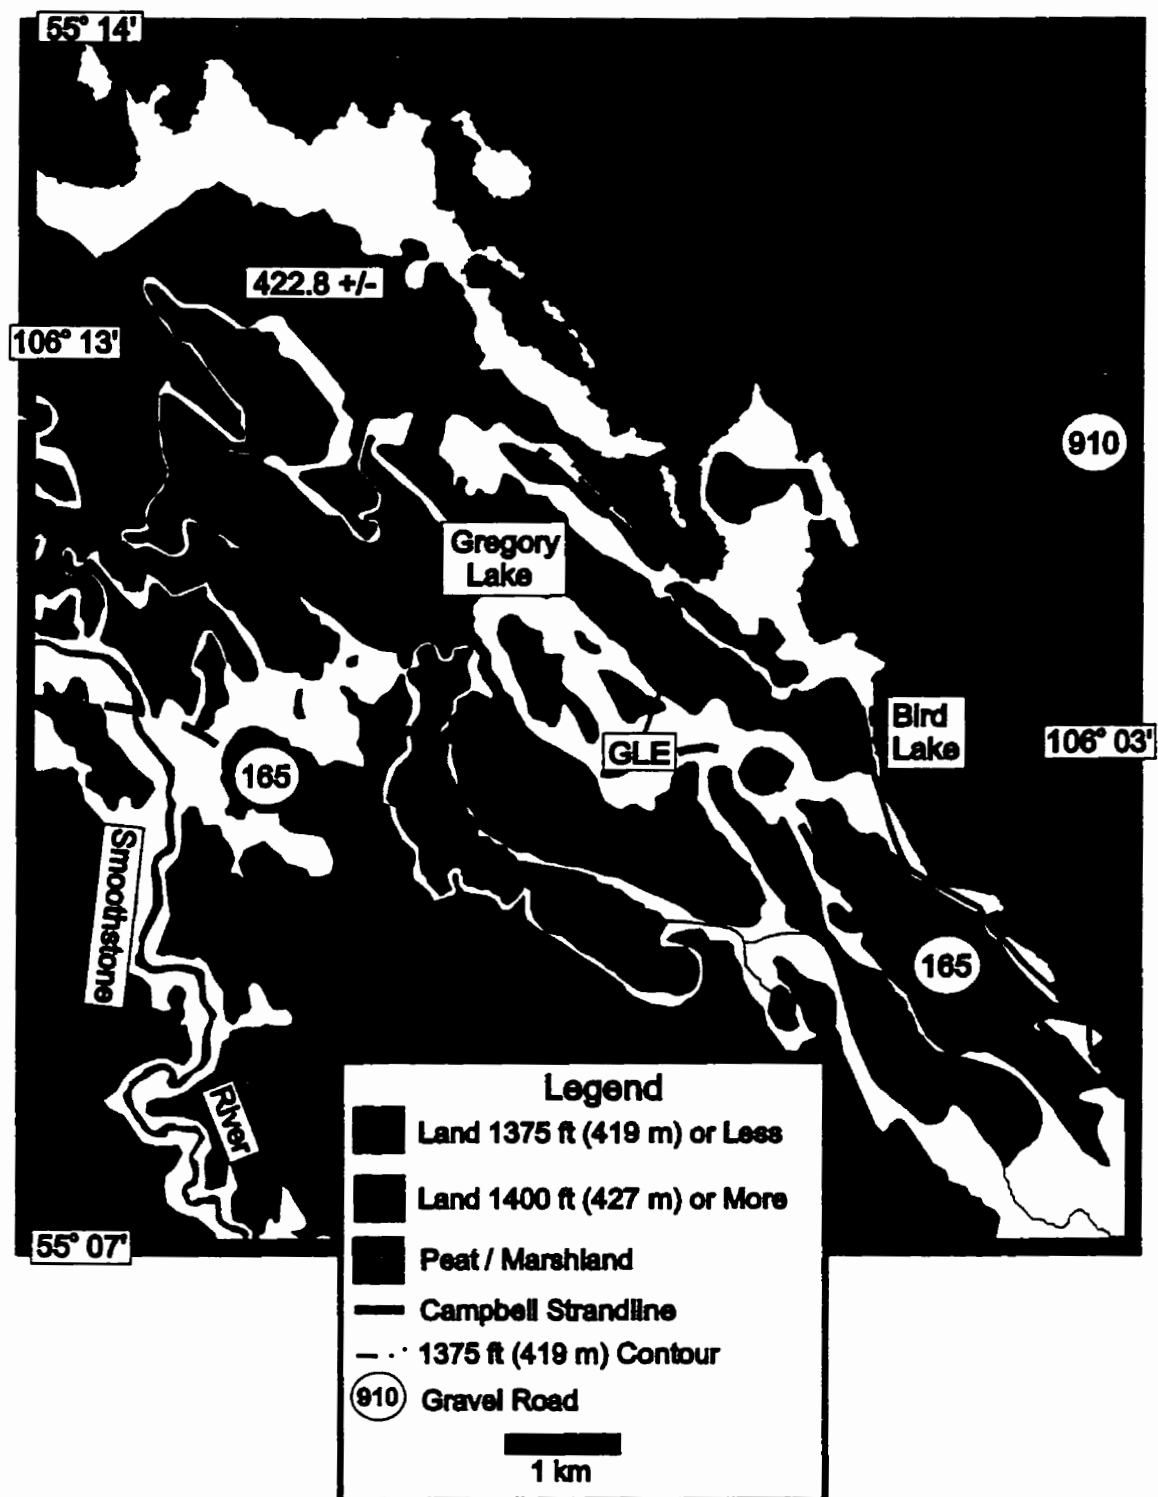 55° 14'
422.8 +/-
106° 13'
910
Gregory
Lake
Bird
Lake
106° 03'
GLE
165
Smoothstone
165
River
55° 07'
Legend
Land 1375 ft (419 m) or Less
Land 1400 ft (427 m) or More
Peat / Marshland
Campbell Strandline
1375 ft (419 m) Contour
910 Gravel Road
1 km